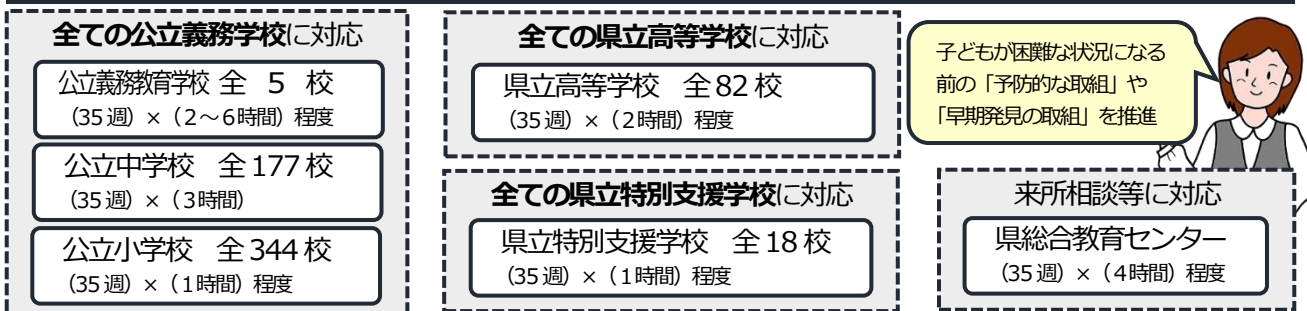 全ての公立義務学校に対応
公立義務教育学校 全 5 校
(35週)×(2～6時間)程度
公立中学校 全177校
(35週)×(3時間)
公立小学校 全344校
(35週)×(1時間)程度
全ての県立高等学校に対応
県立高等学校 全82校
(35週)×(2時間)程度
全ての県立特別支援学校に対応
県立特別支援学校 全18校
(35週)×(1時間)程度
子どもが困難な状況になる
前の「予防的な取組」や
「早期発見の取組」を推進
来所相談等に対応
県総合教育センター
(35週)×(4時間)程度